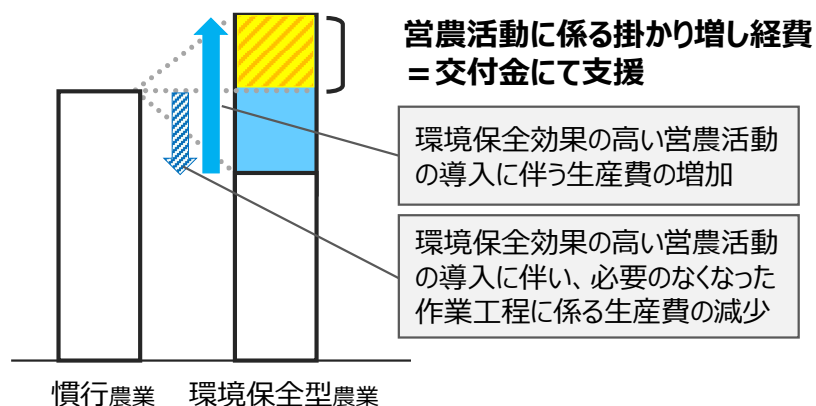 営農活動に係る掛かり増し経費
＝交付金にて支援
環境保全効果の高い営農活動
の導入に伴う生産費の増加
環境保全効果の高い営農活動
の導入に伴い、必要のなくなった
作業工程に係る生産費の減少
慣行農業 環境保全型農業